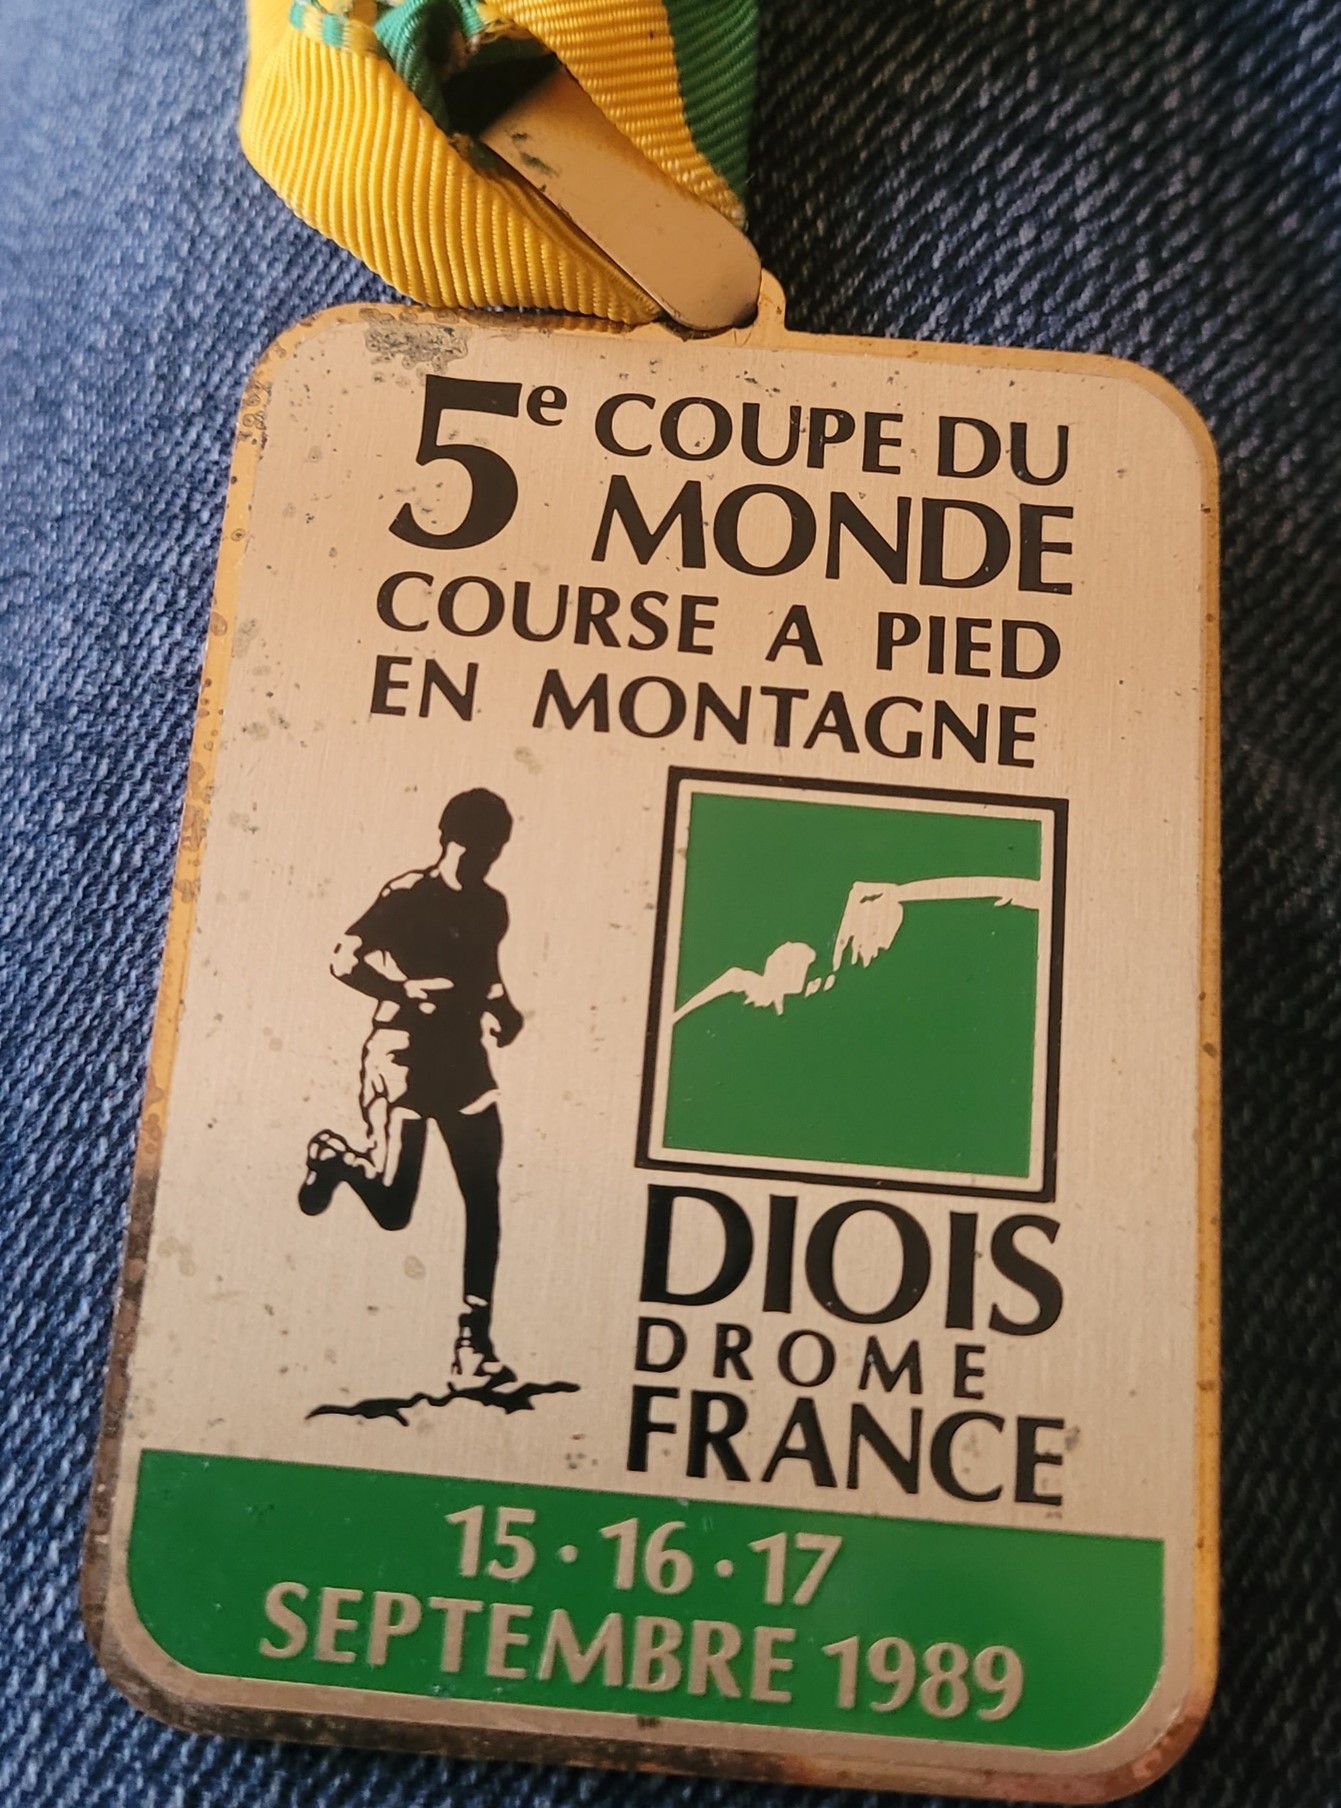 5e COUPE DU
MONDE
COURSE A PIED
EN MONTAGNE
DIOIS
DROME
FRANCE
15 · 16 · 17
SEPTEMBRE 1989